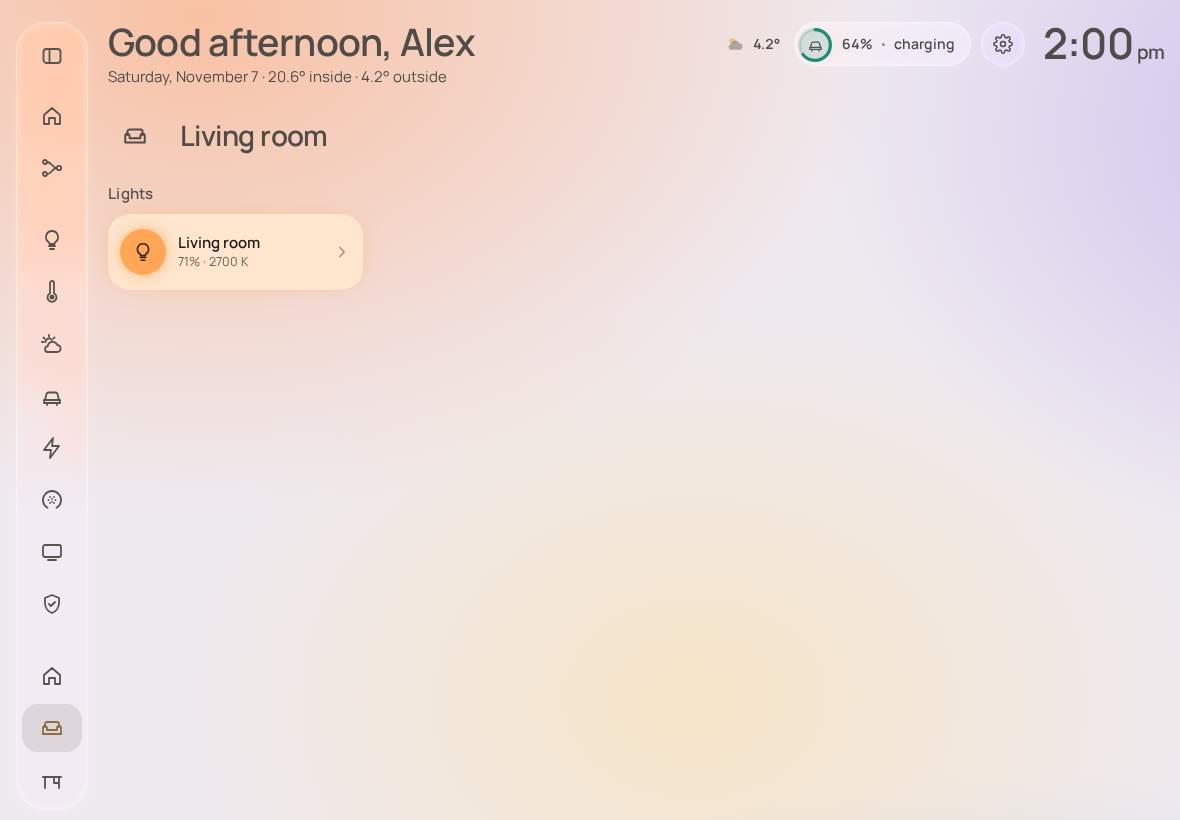 Good afternoon, Alex
Saturday, November 7 · 20.6° inside · 4.2° outside
4.2°
64% • charging
2:00 pm
Living room
Lights
Living room
71% · 2700 K